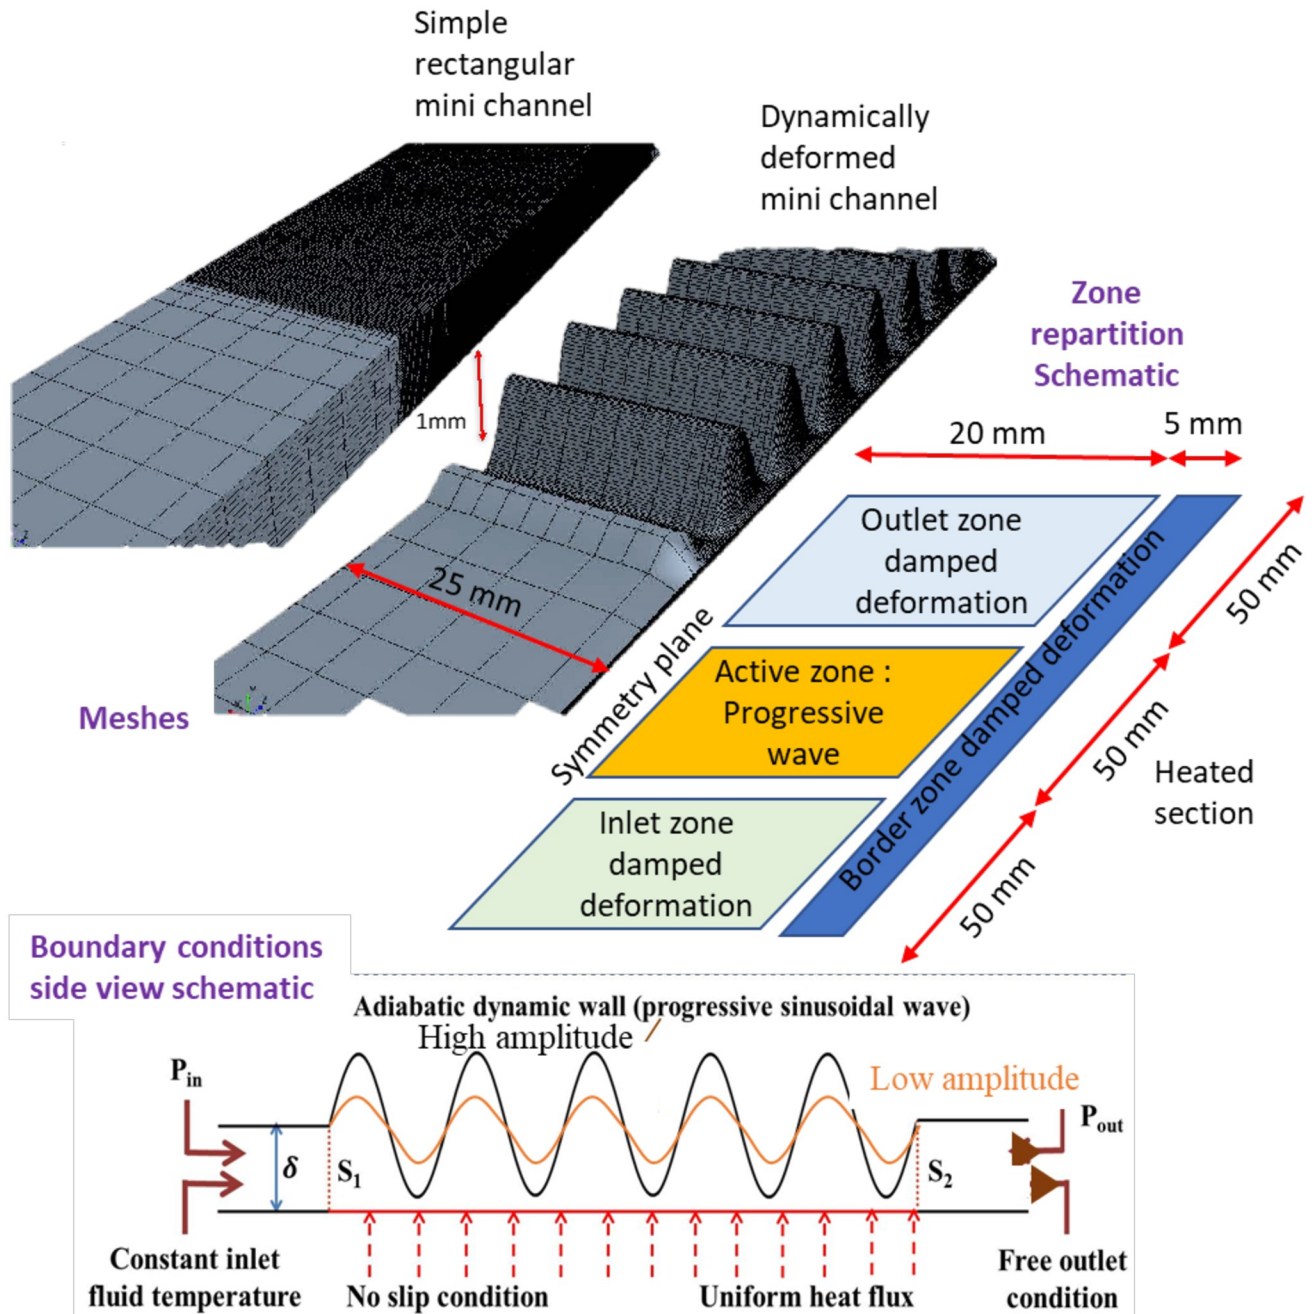 Simple
rectangular
mini channel
Dynamically
deformed
mini channel
Zone
repartition
Schematic
1mm
20 mm
5 mm
25 mm
Outlet zone
damped
deformation
50 mm
Symmetry plane
Active zone :
Progressive
wave
Border zone damped deformation
50 mm
Heated
section
Meshes
Inlet zone
damped
deformation
50 mm
Boundary conditions
side view schematic
Adiabatic dynamic wall (progressive sinusoidal wave)
High amplitude
Low amplitude
Pin
Pout
δ
S1
S2
Constant inlet
fluid temperature
No slip condition
Uniform heat flux
Free outlet
condition